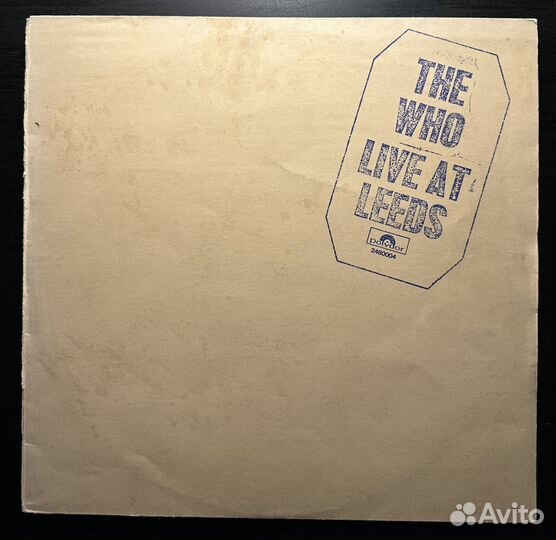 THE
WHO
LIVE AT
LEEDS
polydor
2480004
Avito